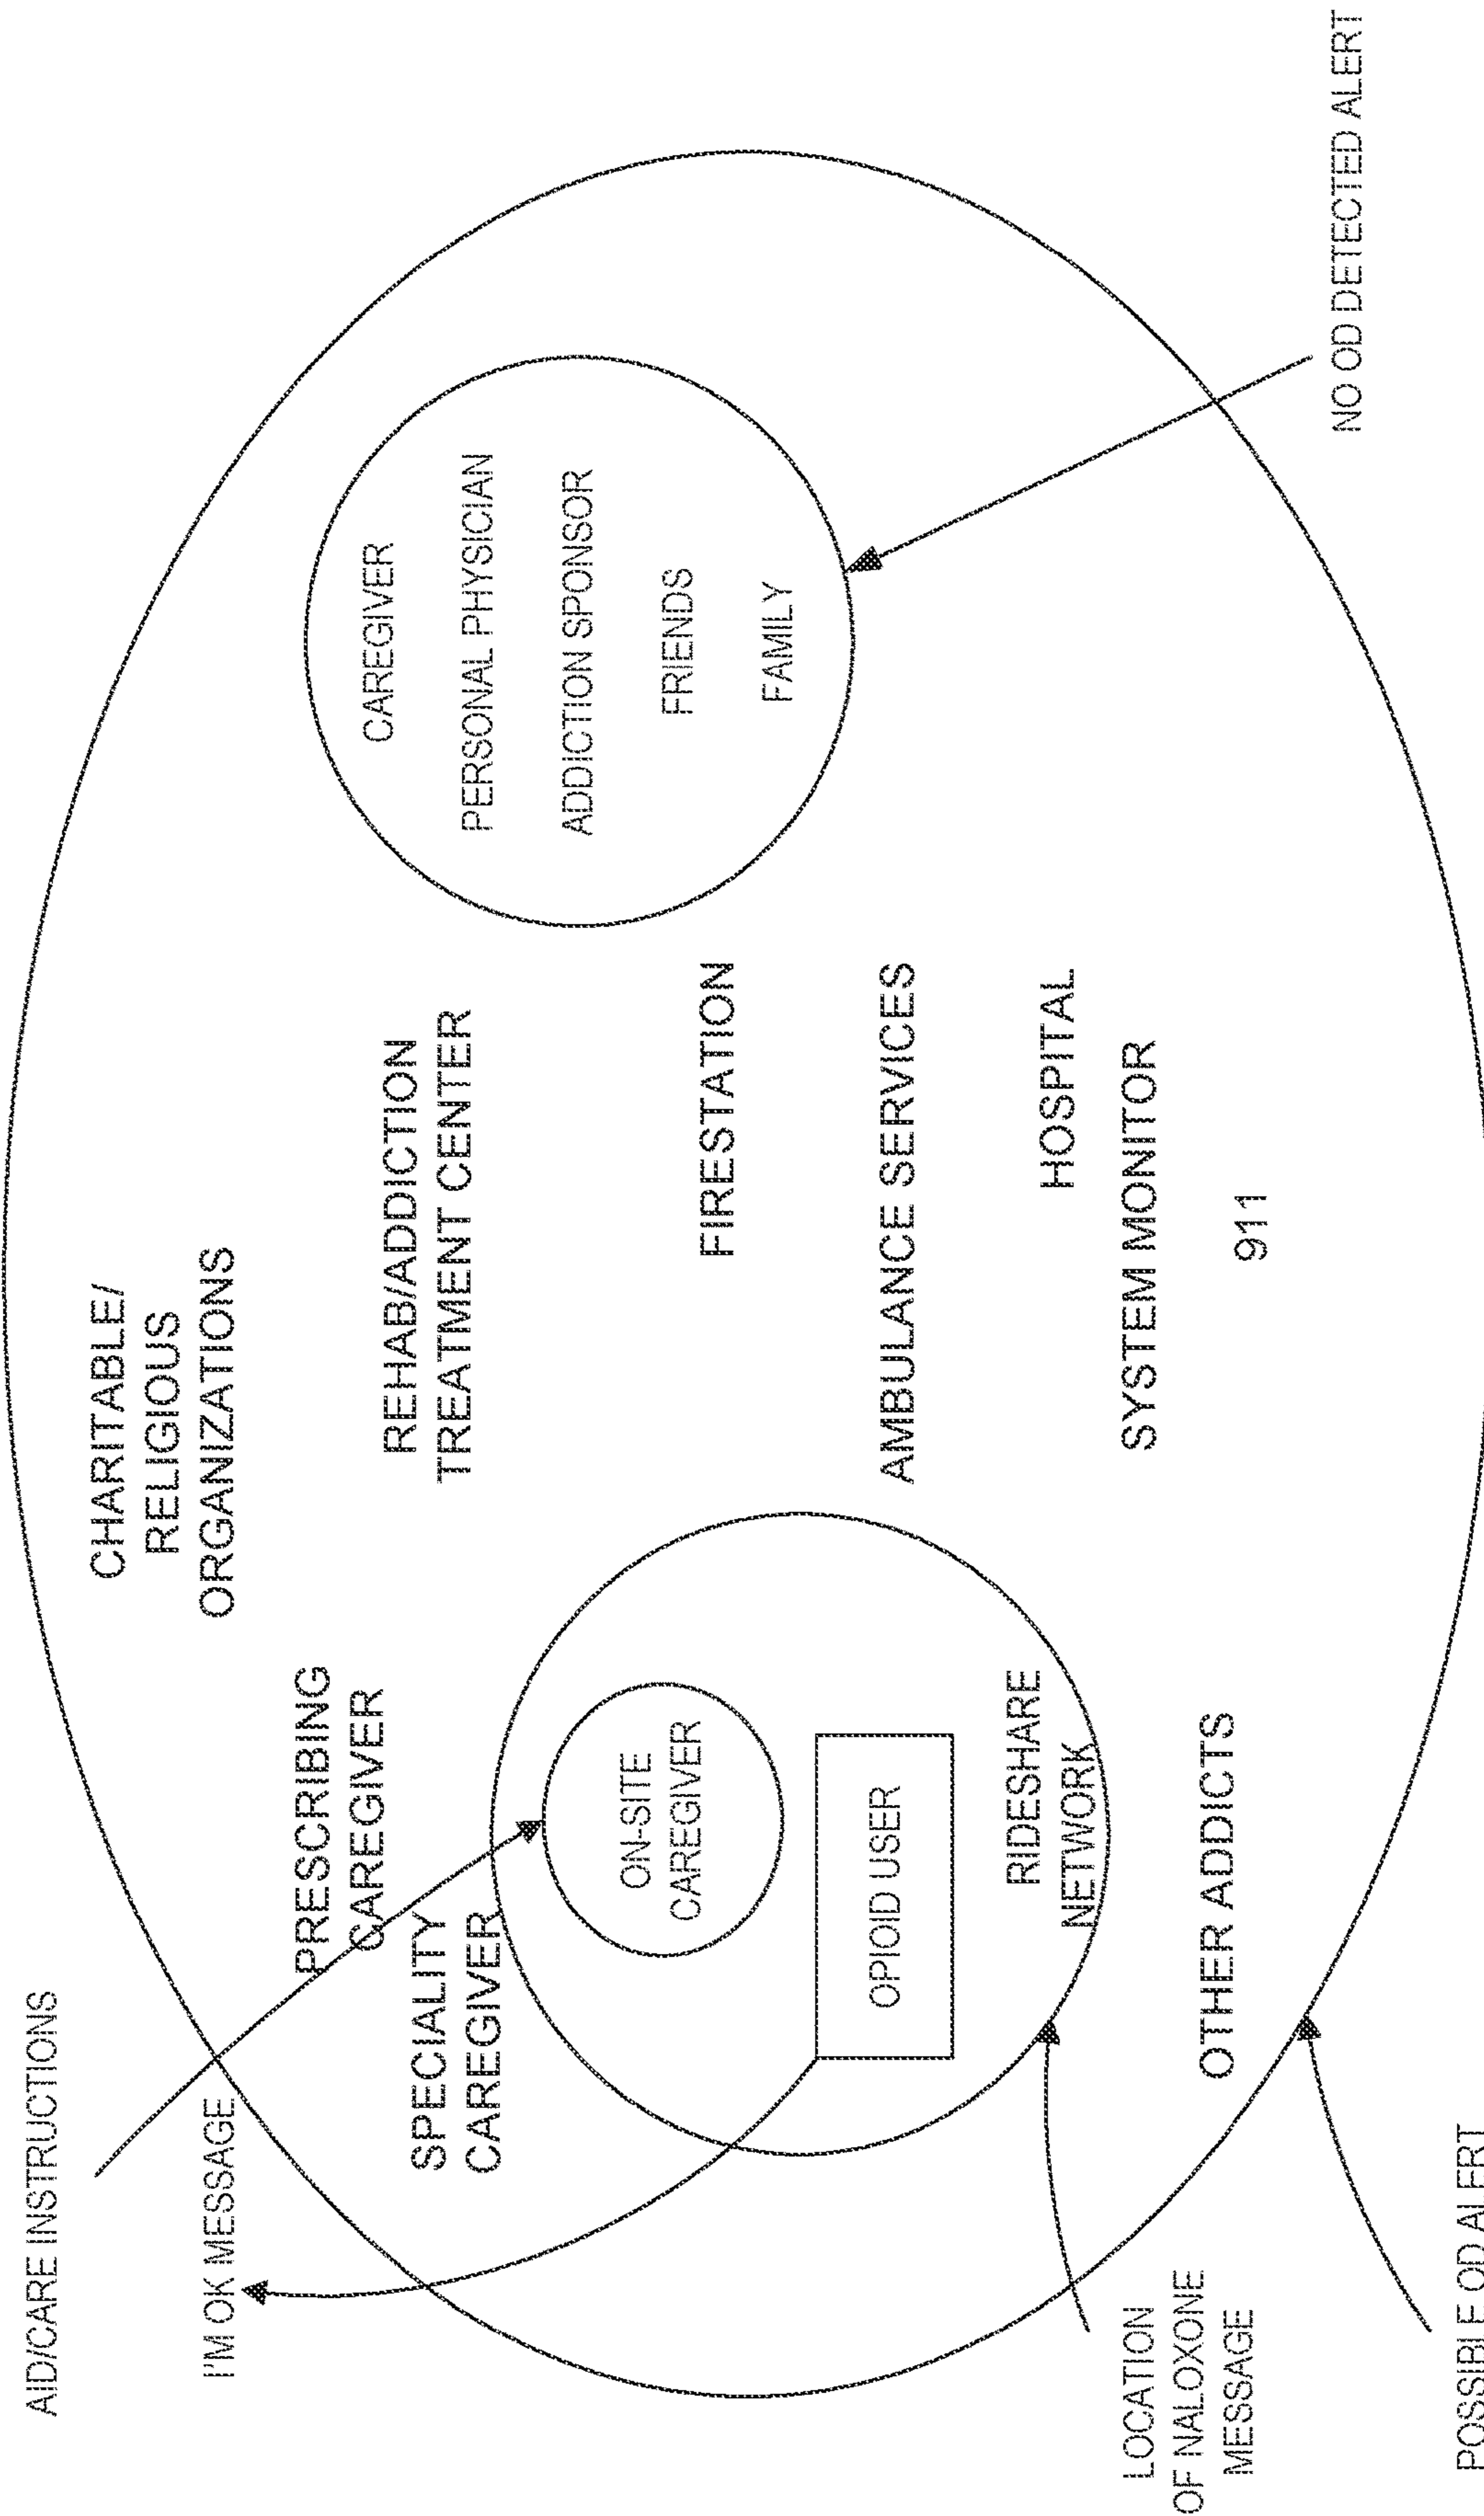 AID/CARE INSTRUCTIONS
I'M OK MESSAGE
CHARITABLE/
RELIGIOUS
ORGANIZATIONS
PRESCRIBING
CAREGIVER
SPECIALITY
CAREGIVER
REHAB/ADDICTION
TREATMENT CENTER
CAREGIVER
PERSONAL PHYSICIAN
ADDICTION SPONSOR
FRIENDS
FAMILY
ON-SITE
CAREGIVER
OPIOID USER
RIDESHARE
NETWORK
FIRESTATION
AMBULANCE SERVICES
HOSPITAL
SYSTEM MONITOR
911
OTHER ADDICTS
LOCATION
OF NALOXONE
MESSAGE
NO OD DETECTED ALERT
POSSIBLE OD ALERT